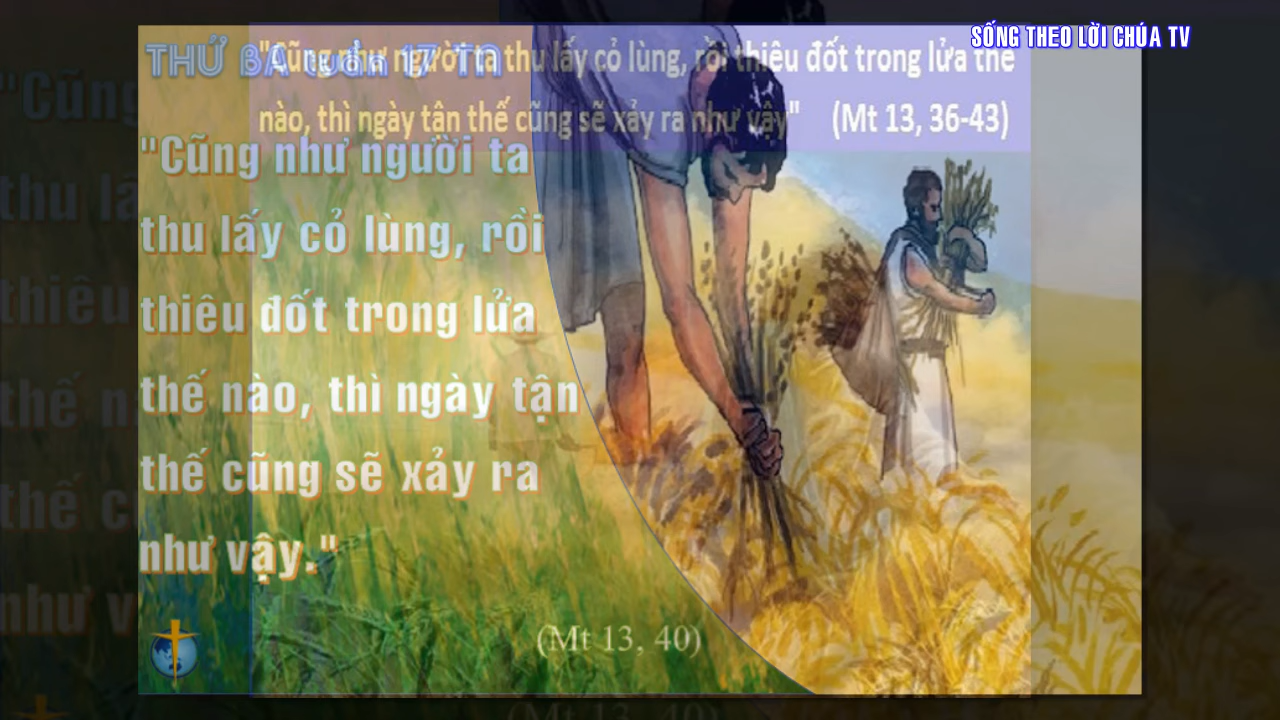 SỐNG THEO LỜI CHÚA TV
THỨ BA tuần 17 TN
"Cũng như người ta thu lấy cỏ lùng, rồi thiêu đốt trong lửa thế
nào, thì ngày tận thế cũng sẽ xảy ra như vậy" (Mt 13, 36-43)
"Cũng như người ta
thu lấy cỏ lùng, rồi
thiêu đốt trong lửa
thế nào, thì ngày tận
thế cũng sẽ xảy ra
như vậy."
(Mt 13, 40)